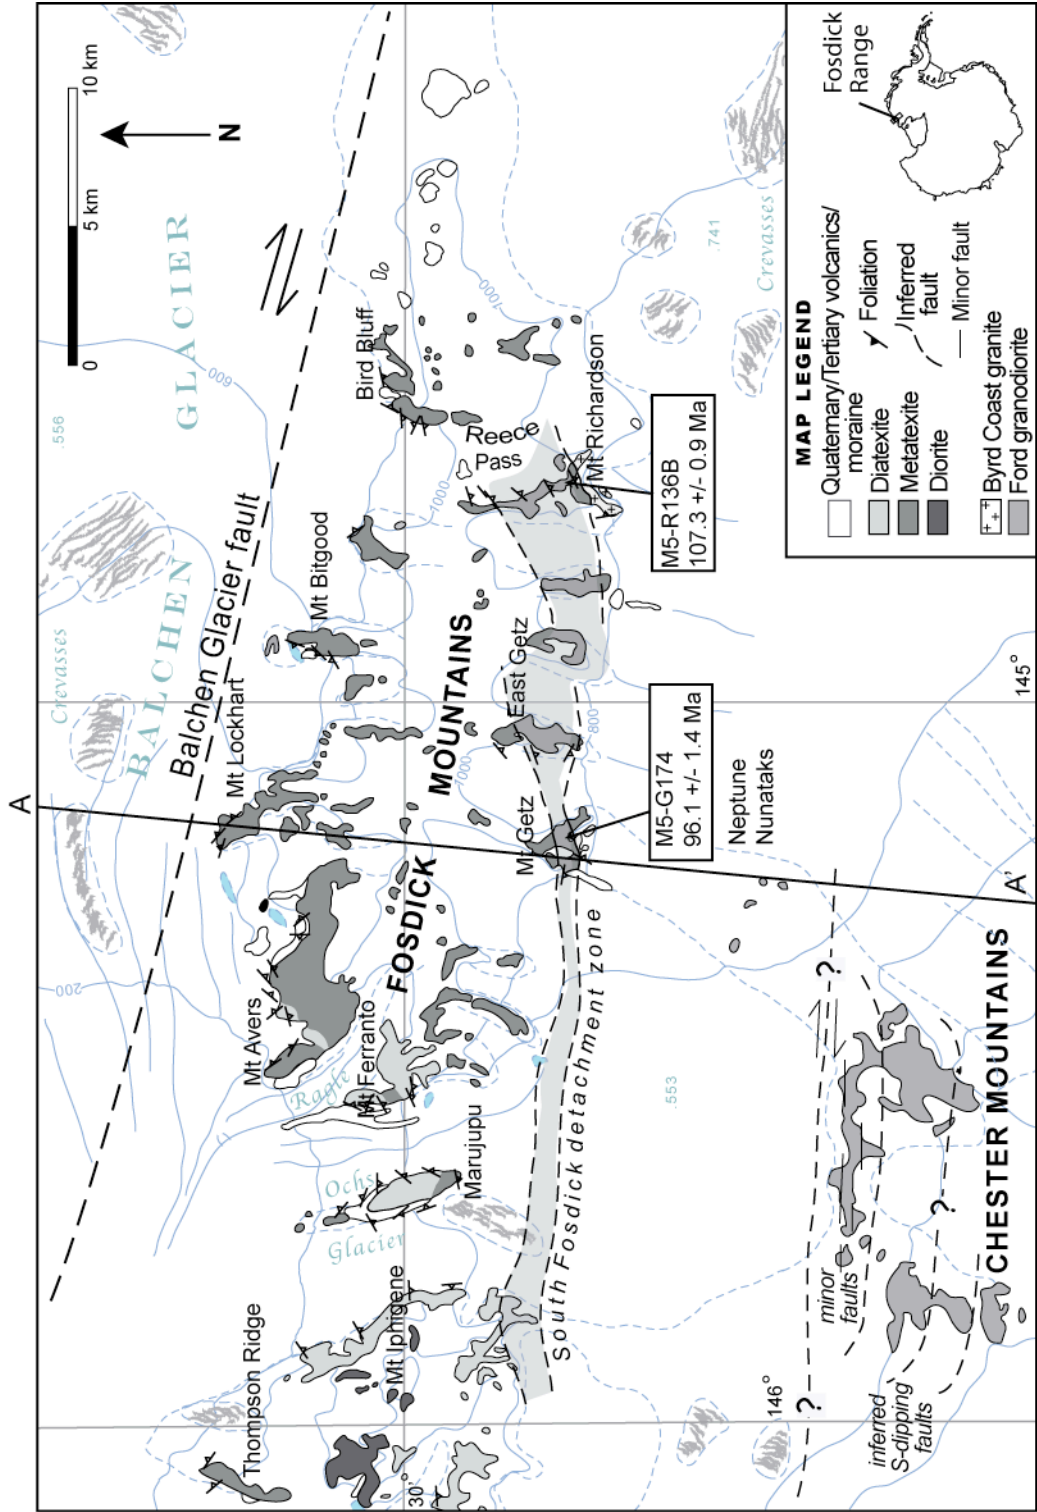 A
Crevasses
BALCHEN
GLACIER
.556
600
200
Balchen Glacier fault
0
5 km
10 km
N
Mt Lockhart
Mt Bitgood
Bird Bluff
Thompson Ridge
Mt Avers
Ragle
Mt Ferranto
Ochs
Glacier
Marujupu
Mt Iphigene
30'
FOSDICK
MOUNTAINS
1000
1000
1000
Reece
Pass
Mt Getz
East Getz
Mt Richardson
800
South Fosdick detachment zone
M5-G174
96.1 +/- 1.4 Ma
M5-R136B
107.3 +/- 0.9 Ma
Neptune
Nunataks
.553
.741
Crevasses
146°
145°
?
?
?
minor
faults
inferred
S-dipping
faults
CHESTER MOUNTAINS
A'
MAP LEGEND
Quaternary/Tertiary volcanics/
moraine
Diatexite
Metatexite
Diorite
Byrd Coast granite
Ford granodiorite
Foliation
Inferred
fault
Minor fault
Fosdick
Range